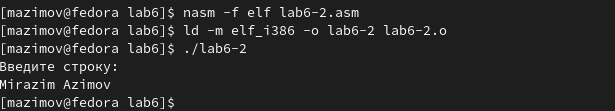 [mazimov@fedora lab6]$ nasm -f elf lab6-2.asm
[mazimov@fedora lab6]$ ld -m elf_i386 -o lab6-2 lab6-2.o
[mazimov@fedora lab6]$ ./lab6-2
Введите строку:
Mirazim Azimov
[mazimov@fedora lab6]$